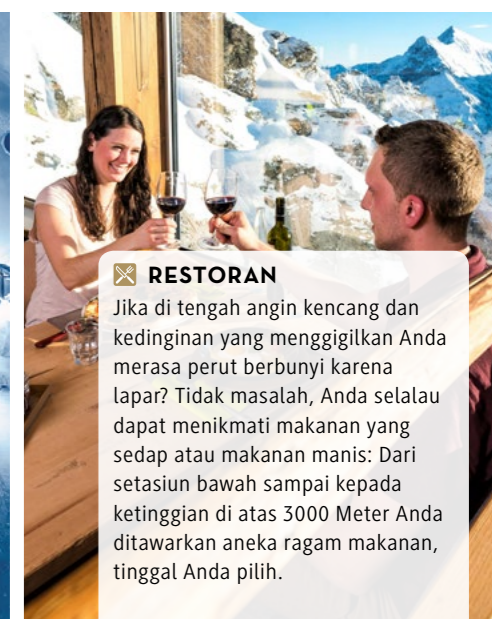 RESTORAN
Jika di tengah angin kencang dan
kedinginan yang menggigilkan Anda
merasa perut berbunyi karena
lapar? Tidak masalah, Anda selalau
dapat menikmati makanan yang
sedap atau makanan manis: Dari
setasiun bawah sampai kepada
ketinggian di atas 3000 Meter Anda
ditawarkan aneka ragam makanan,
tinggal Anda pilih.